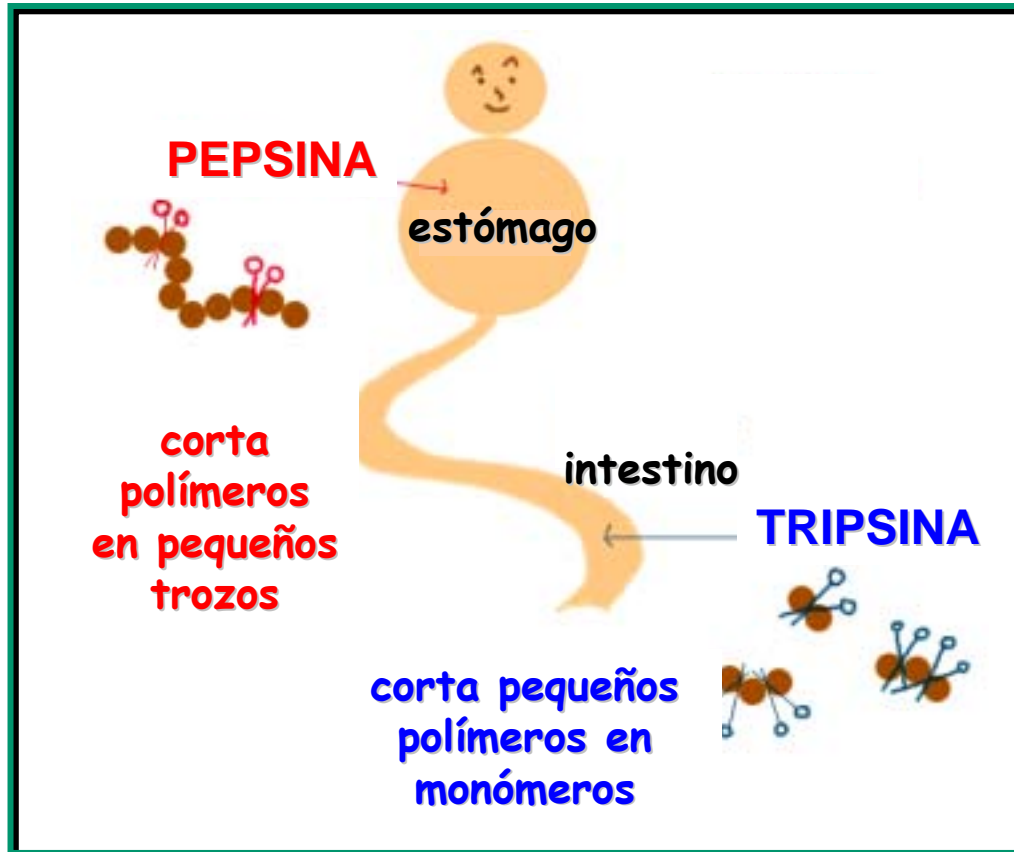 PEPSINA
estómago
corta
polímeros
en pequeños
trozos
intestino
TRIPSINA
corta pequeños
polímeros en
monómeros